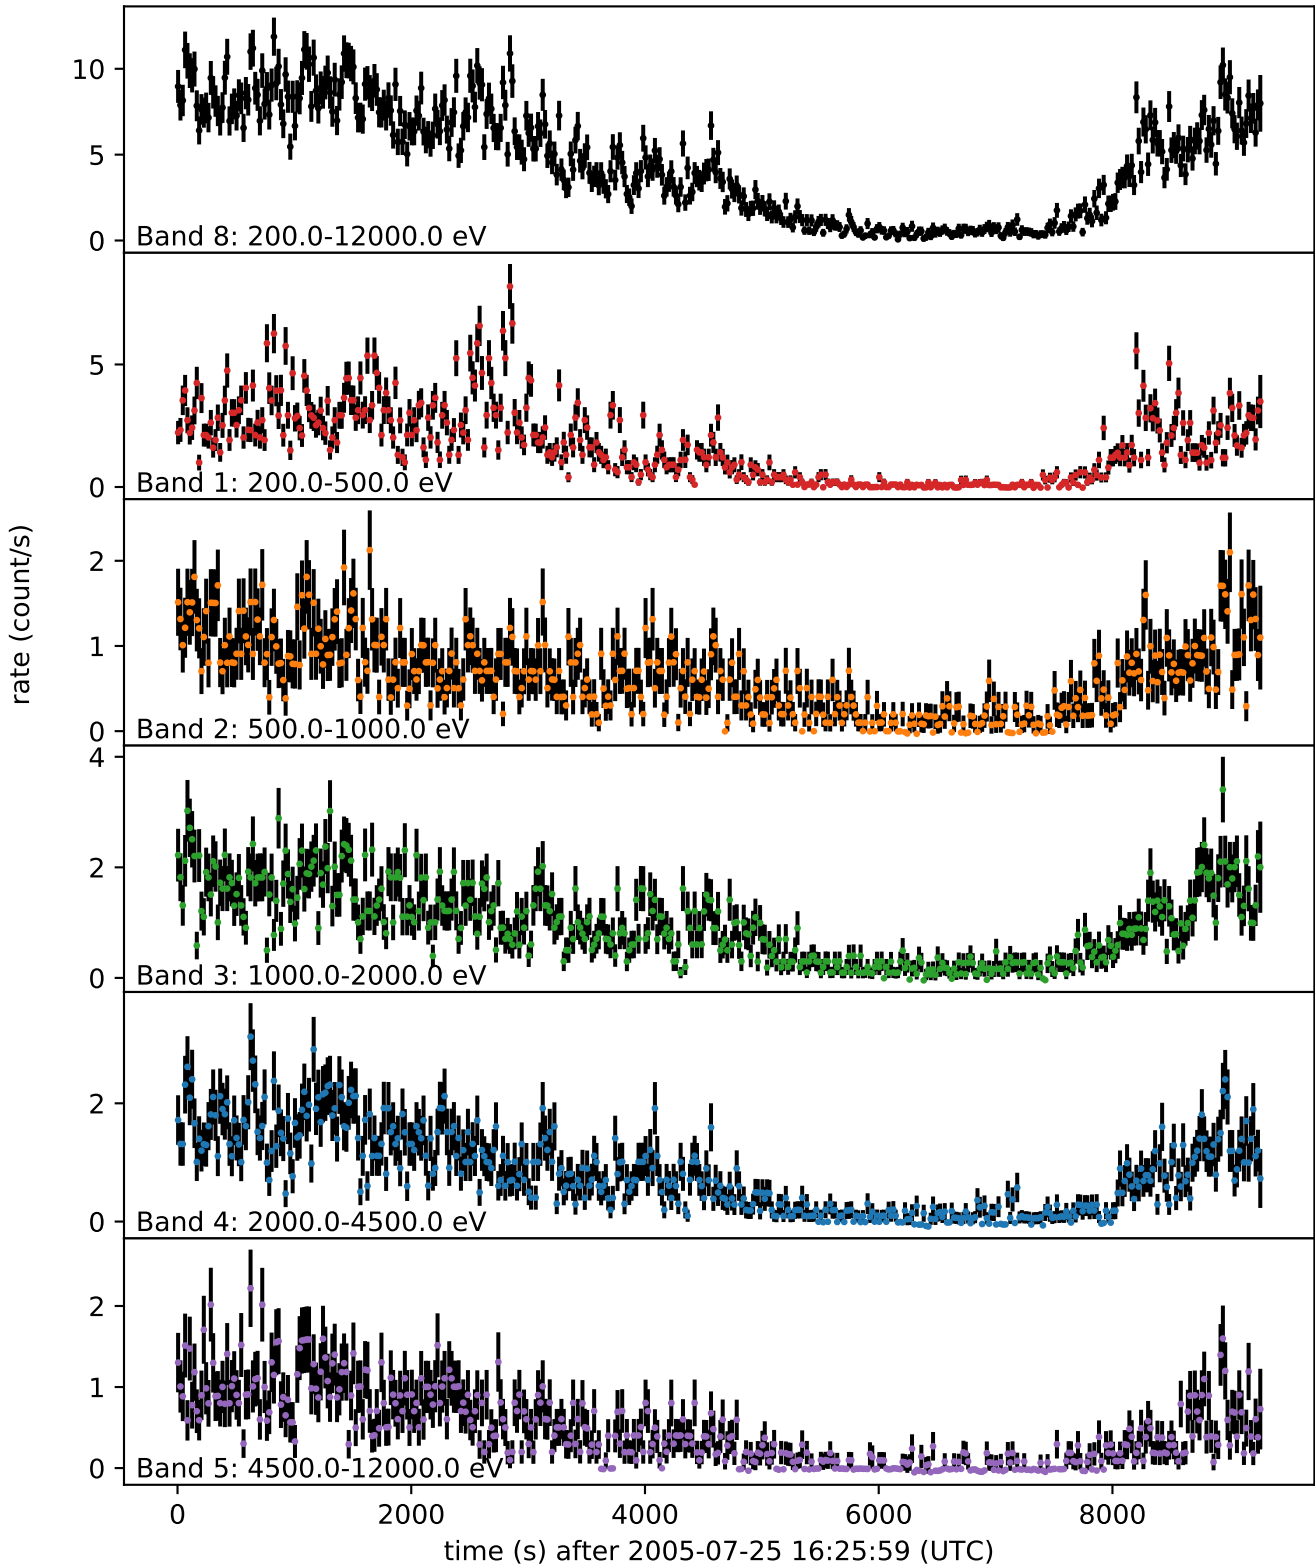 10
5
0
Band 8: 200.0-12000.0 eV
5
0
Band 1: 200.0-500.0 eV
2
1
0
Band 2: 500.0-1000.0 eV
4
2
0
Band 3: 1000.0-2000.0 eV
2
0
Band 4: 2000.0-4500.0 eV
2
1
0
Band 5: 4500.0-12000.0 eV
rate (count/s)
0 2000 4000 6000 8000
time (s) after 2005-07-25 16:25:59 (UTC)